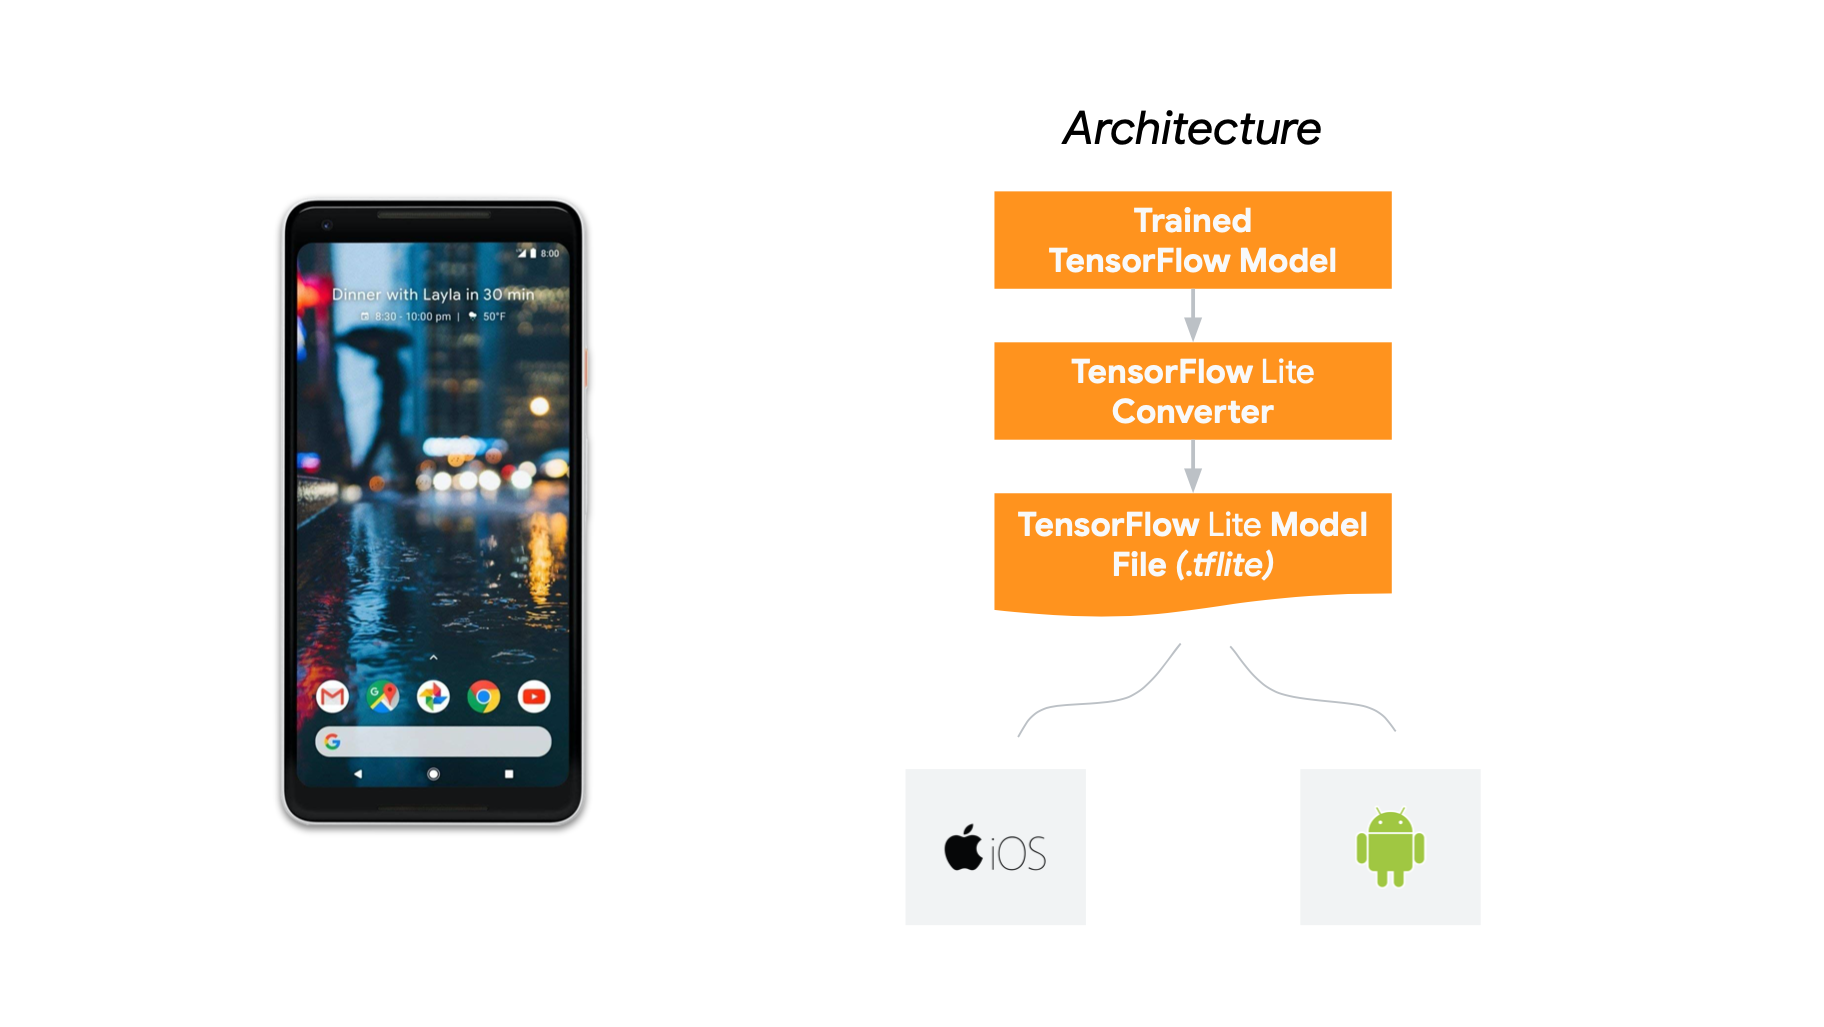 Architecture
Trained
TensorFlow Model
TensorFlow Lite
Converter
TensorFlow Lite Model
File (.tflite)
iOS
8:00
Dinner with Layla in 30 min
8:30 - 10:00 pm | 50°F
G